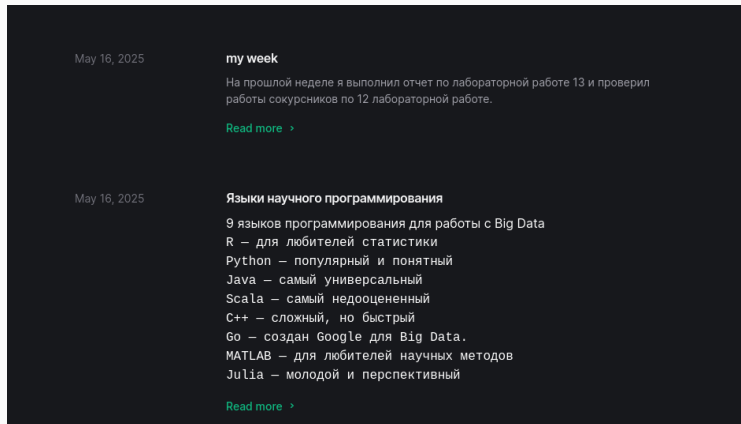 May 16, 2025
my week
На прошлой неделе я выполнил отчет по лабораторной работе 13 и проверил
работы сокурсников по 12 лабораторной работе.
Read more ›
May 16, 2025
Языки научного программирования
9 языков программирования для работы с Big Data
R — для любителей статистики
Python — популярный и понятный
Java — самый универсальный
Scala — самый недооцененный
C++ — сложный, но быстрый
Go — создан Google для Big Data.
MATLAB — для любителей научных методов
Julia — молодой и перспективный
Read more ›